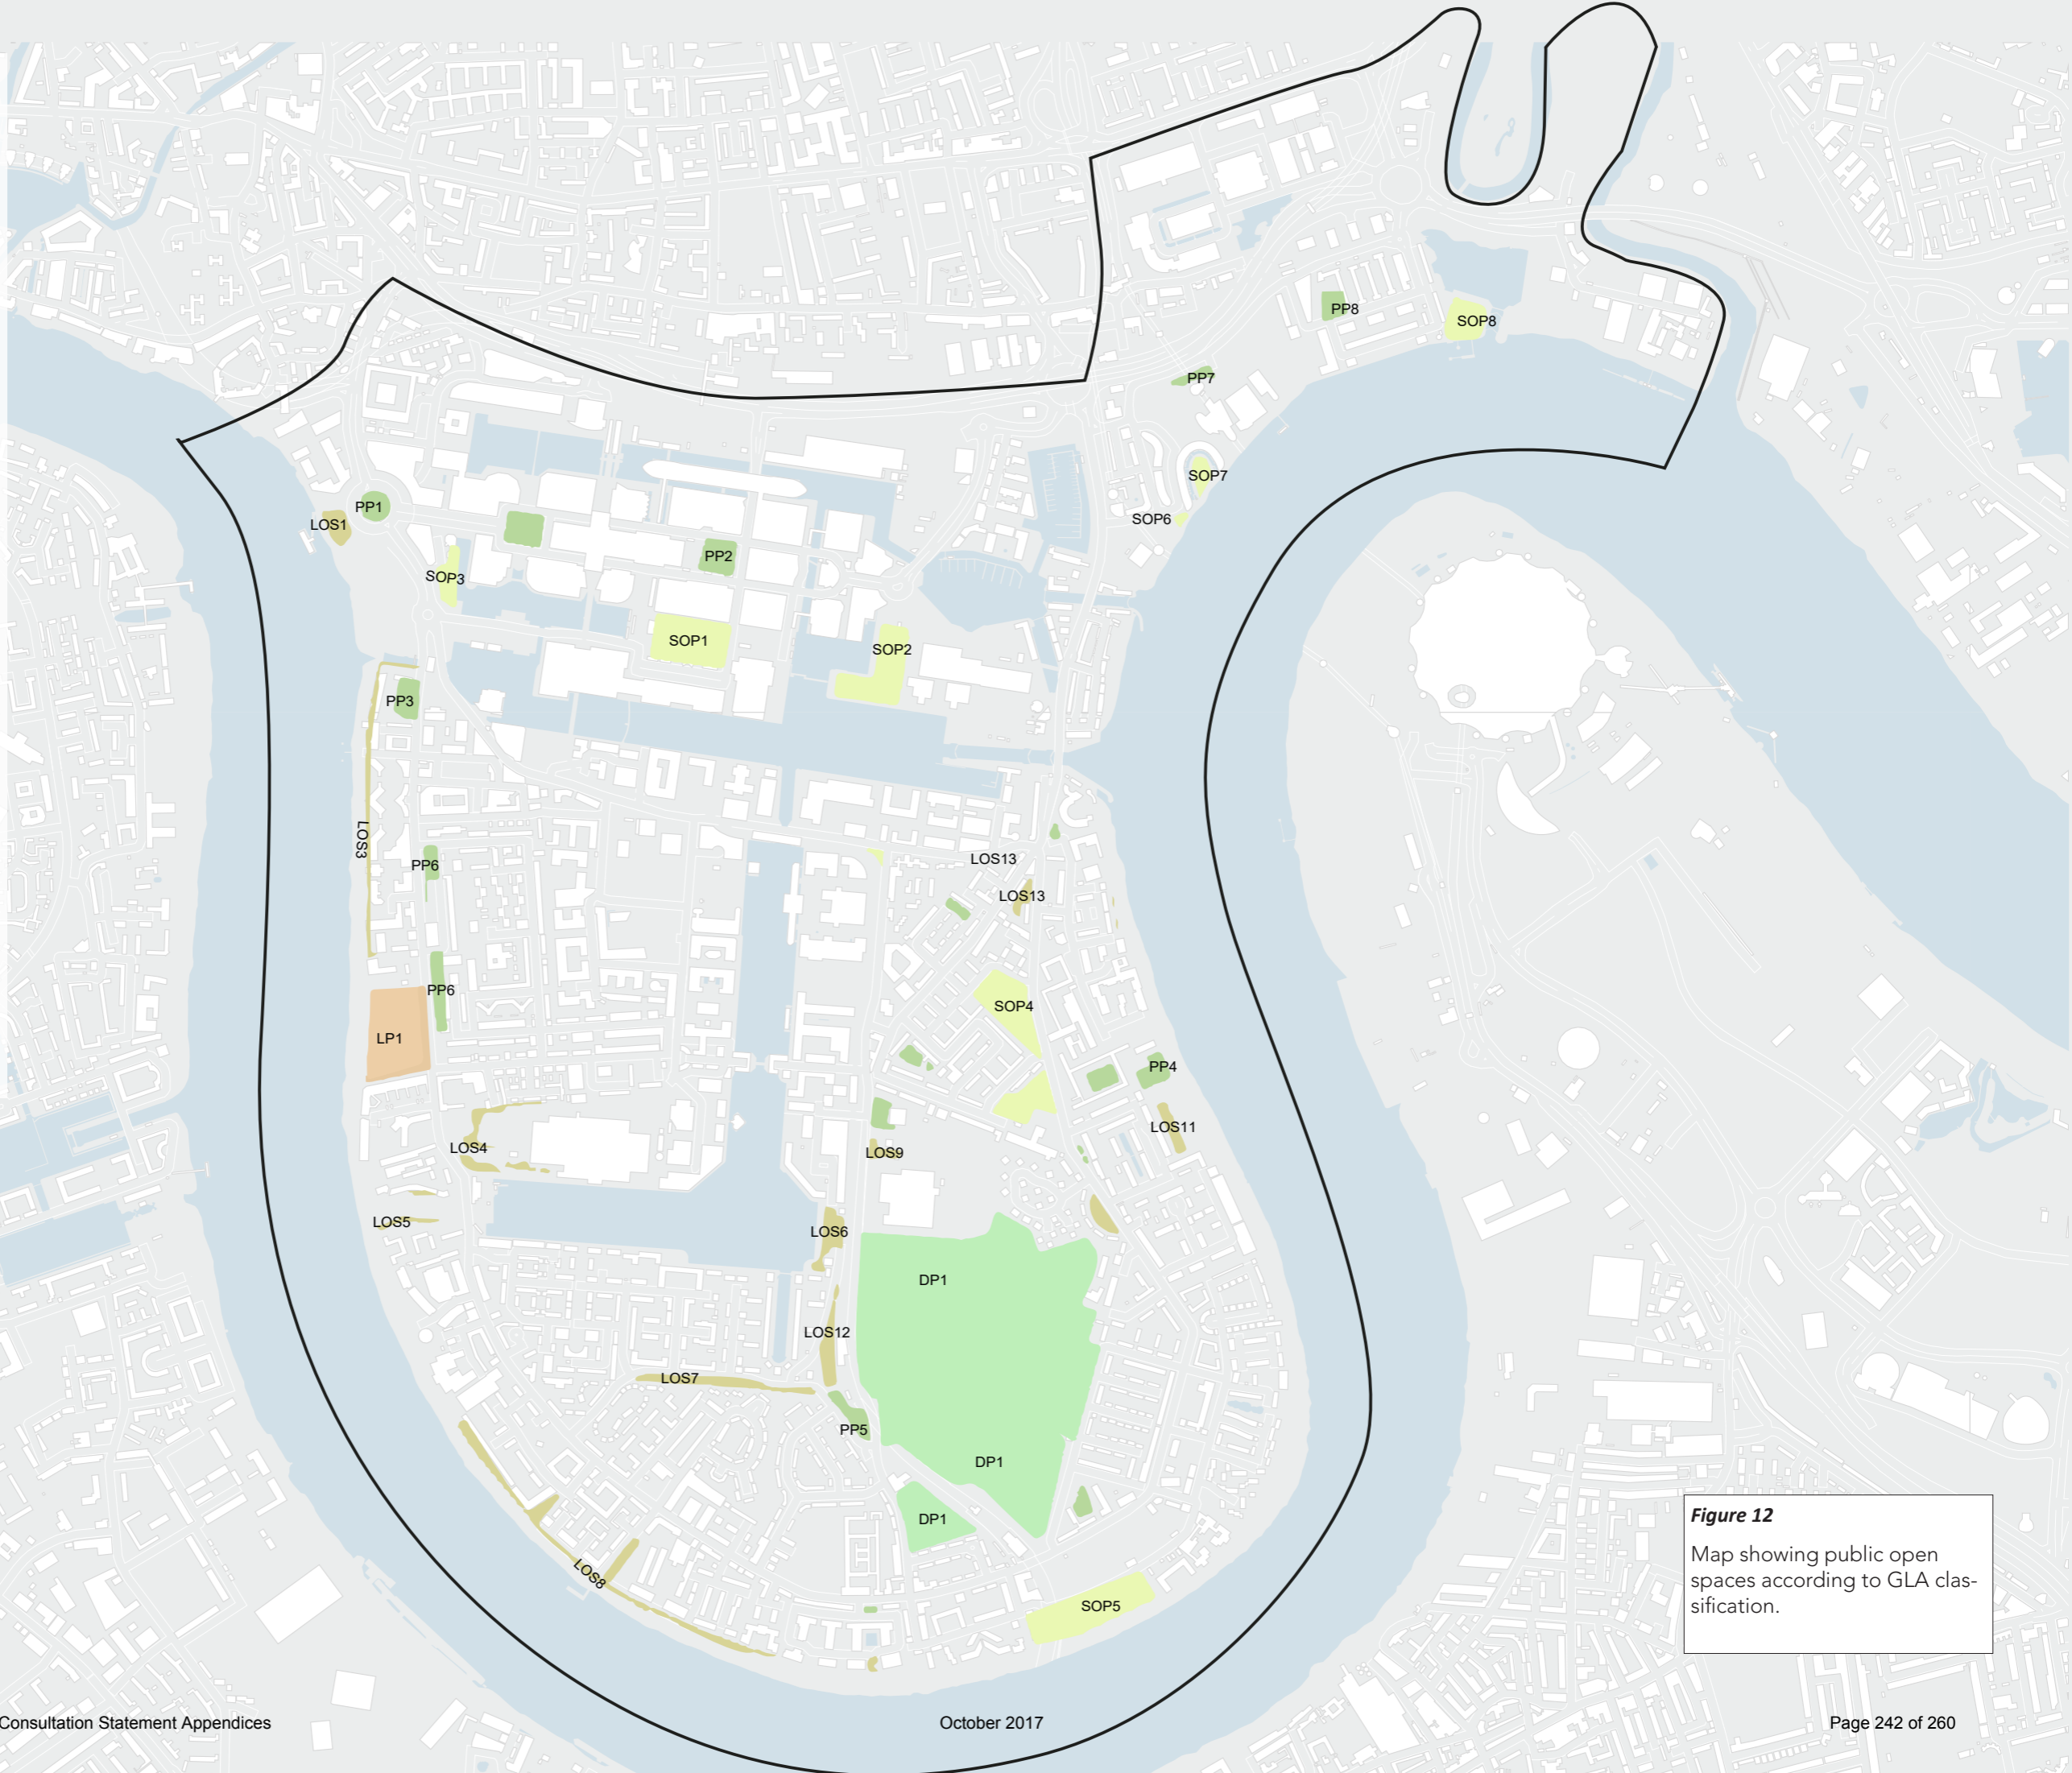 PP8
SOP8
PP7
SOP7
PP1
LOS1
SOP6
PP2
SOP3
SOP1
SOP2
PP3
LOS3
LOS13
PP6
LOS13
PP6
SOP4
LP1
PP4
LOS11
LOS4
LOS9
LOS5
LOS6
DP1
LOS12
LOS7
PP5
DP1
DP1
LOS8
SOP5
Figure 12
Map showing public open
spaces according to GLA clas-
sification.
Consultation Statement Appendices
October 2017
Page 242 of 260